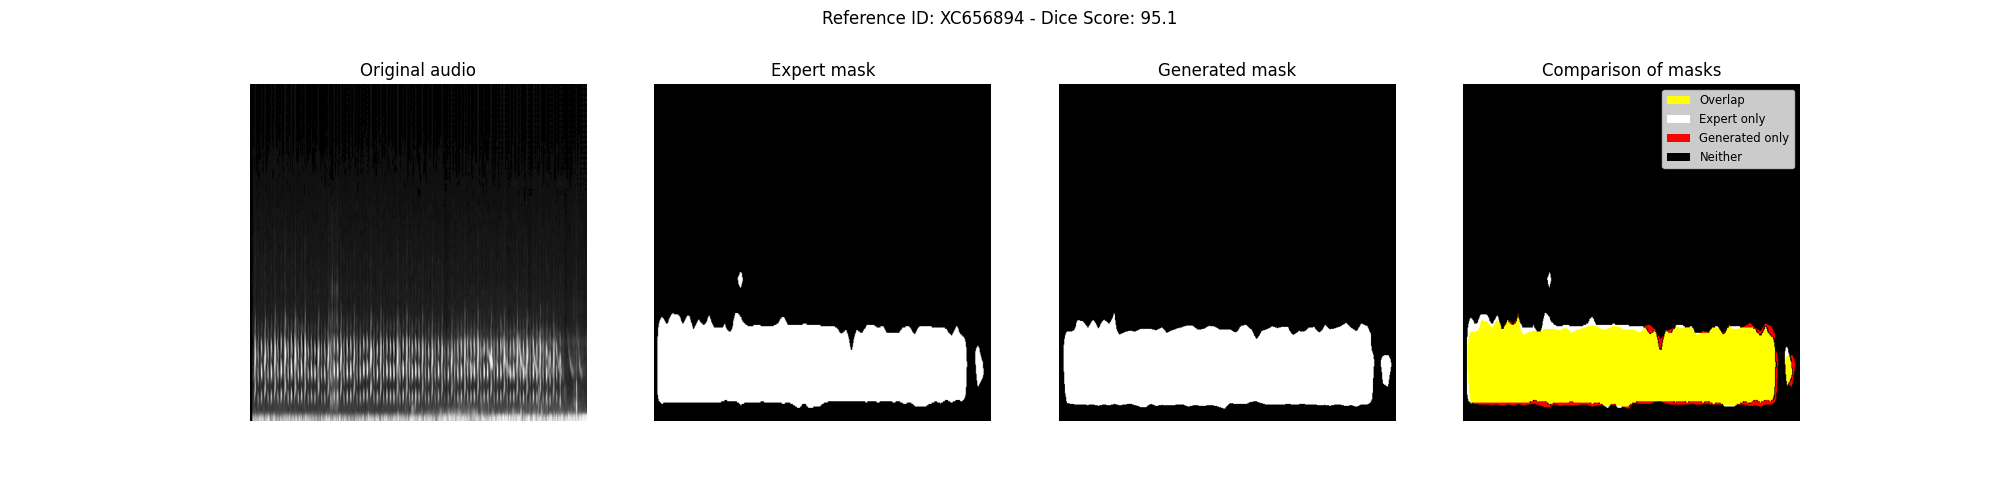 Reference ID: XC656894 - Dice Score: 95.1
Original audio
Expert mask
Generated mask
Comparison of masks
Overlap
Expert only
Generated only
Neither